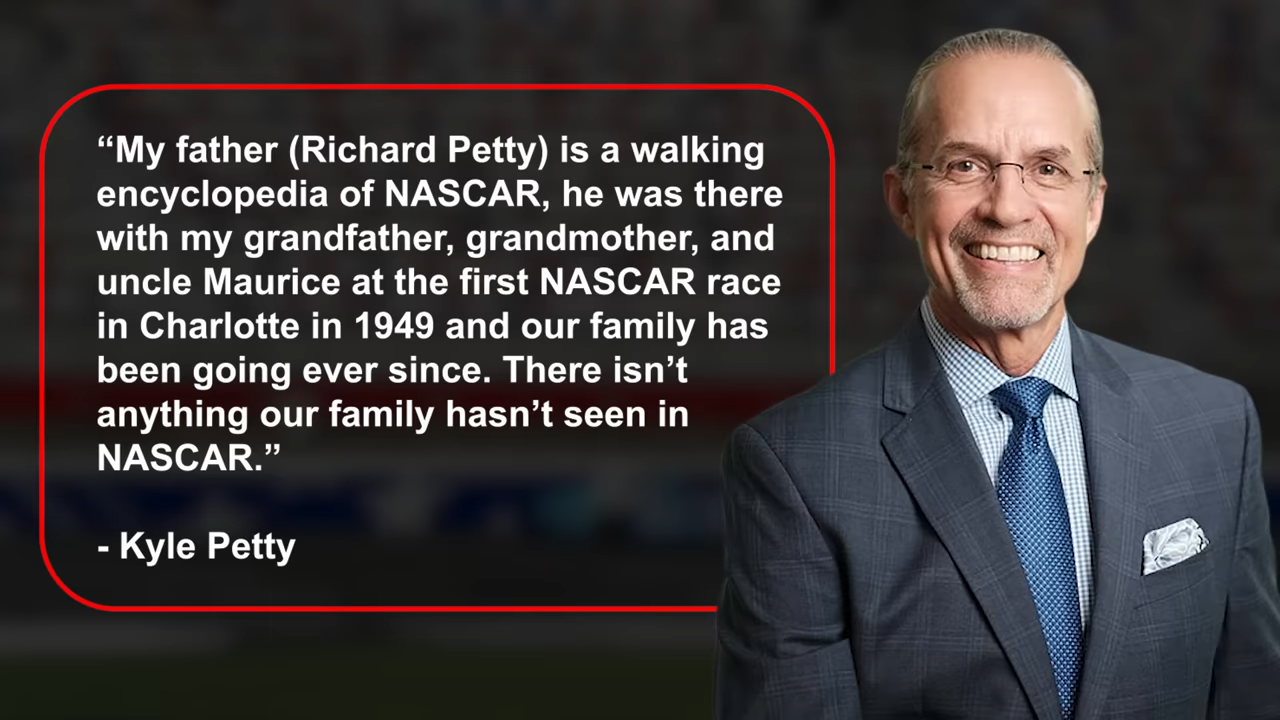 “My father (Richard Petty) is a walking
encyclopedia of NASCAR, he was there
with my grandfather, grandmother, and
uncle Maurice at the first NASCAR race
in Charlotte in 1949 and our family has
been going ever since. There isn’t
anything our family hasn’t seen in
NASCAR.”
- Kyle Petty